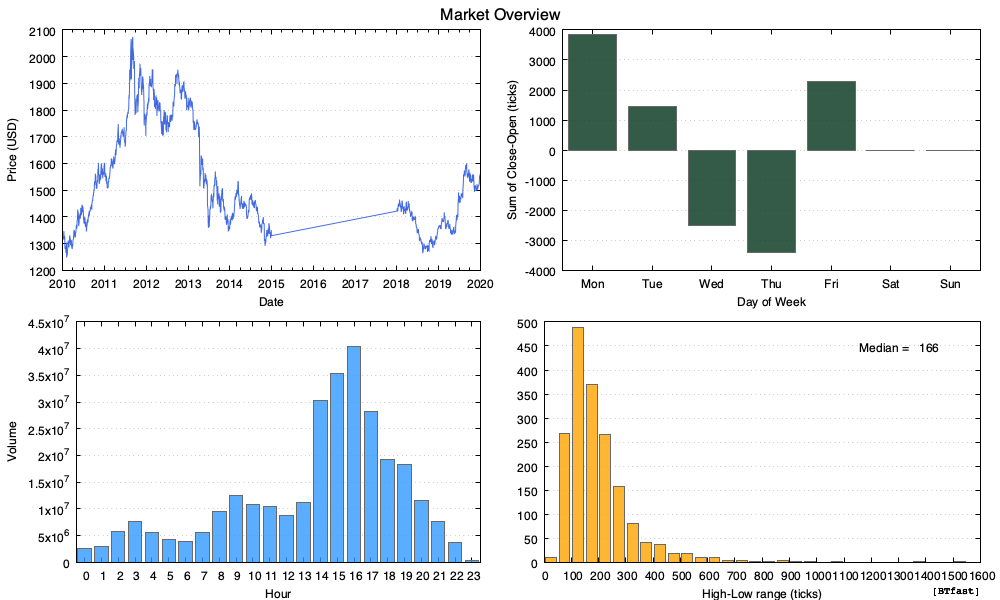 Market Overview
2100
2000
1900
1800
1700
1600
1500
1400
1300
1200
Price (USD)
2010 2011 2012 2013 2014 2015 2016 2017 2018 2019 2020
Date
4000
3000
2000
1000
0
-1000
-2000
-3000
-4000
Sum of Close-Open (ticks)
Mon Tue Wed Thu Fri Sat Sun
Day of Week
4.5x10^7
4x10^7
3.5x10^7
3x10^7
2.5x10^7
2x10^7
1.5x10^7
1x10^7
5x10^6
0
Volume
0 1 2 3 4 5 6 7 8 9 10 11 12 13 14 15 16 17 18 19 20 21 22 23
Hour
500
450
400
350
300
250
200
150
100
50
0
Median = 166
0 100 200 300 400 500 600 700 800 900 1000 1100 1200 1300 1400 1500 1600
High-Low range (ticks)
[BTfast]